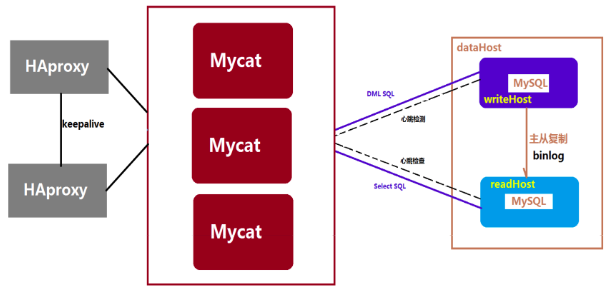 HAproxy
keepalive
HAproxy
Mycat
Mycat
Mycat
DML SQL
心跳检测
心跳检查
Select SQL
dataHost
MySQL
writeHost
主从复制
binlog
readHost
MySQL